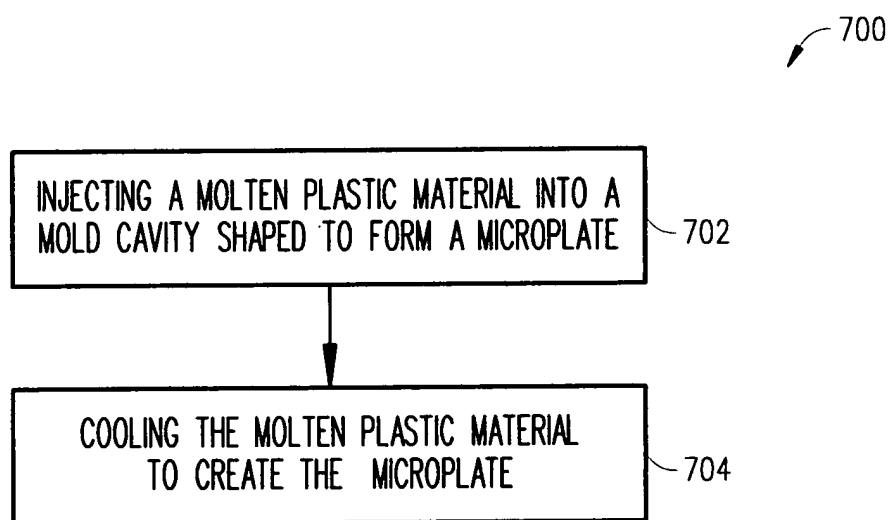 700
INJECTING A MOLTEN PLASTIC MATERIAL INTO A
MOLD CAVITY SHAPED TO FORM A MICROPLATE
702
COOLING THE MOLTEN PLASTIC MATERIAL
TO CREATE THE MICROPLATE
704